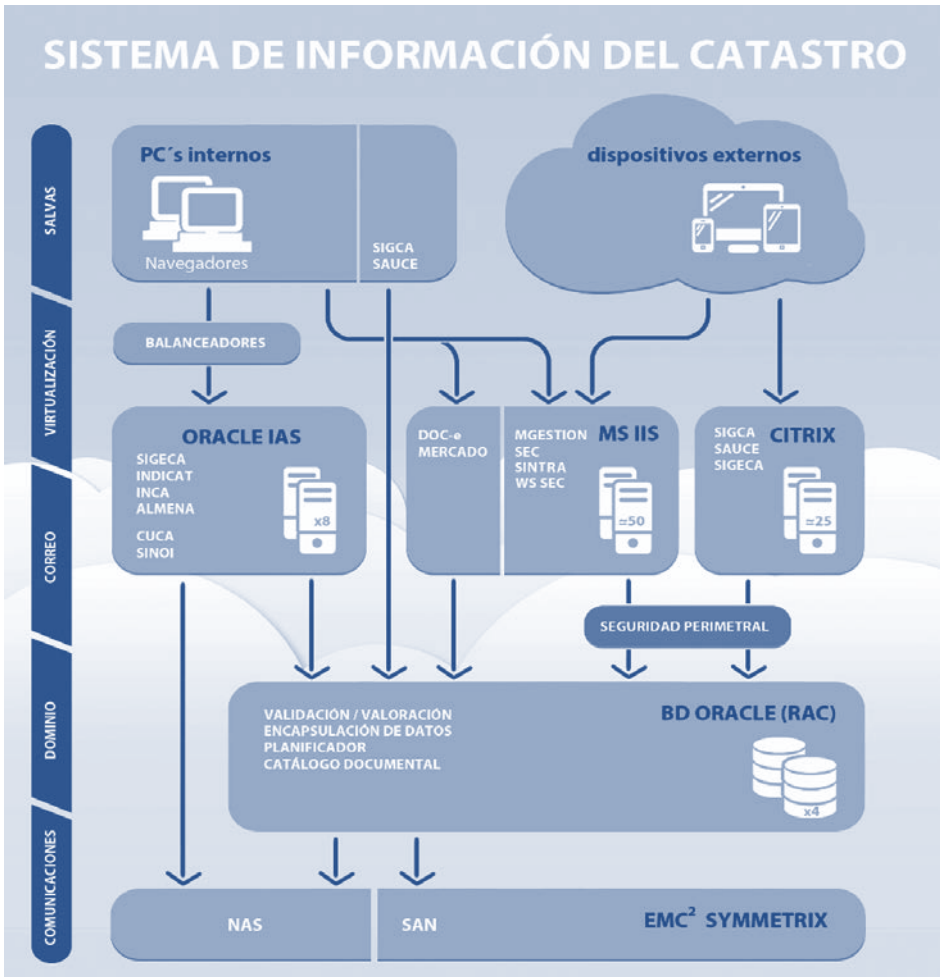 SISTEMA DE INFORMACIÓN DEL CATASTRO
SALVAS
VIRTUALIZACIÓN
CORREO
DOMINIO
COMUNICACIONES
PC´s internos
Navegadores
SIGCA
SAUCE
dispositivos externos
BALANCEADORES
ORACLE IAS
SIGECA
INDICAT
INCA
ALMENA
CUCA
SINOI
x8
DOC-e
MERCADO
MGESTION
SEC
SINTRA
WS SEC
MS IIS
≃50
SIGCA
SAUCE
SIGECA
CITRIX
≃25
SEGURIDAD PERIMETRAL
VALIDACIÓN / VALORACIÓN
ENCAPSULACIÓN DE DATOS
PLANIFICADOR
CATÁLOGO DOCUMENTAL
BD ORACLE (RAC)
x4
NAS
SAN
EMC² SYMMETRIX